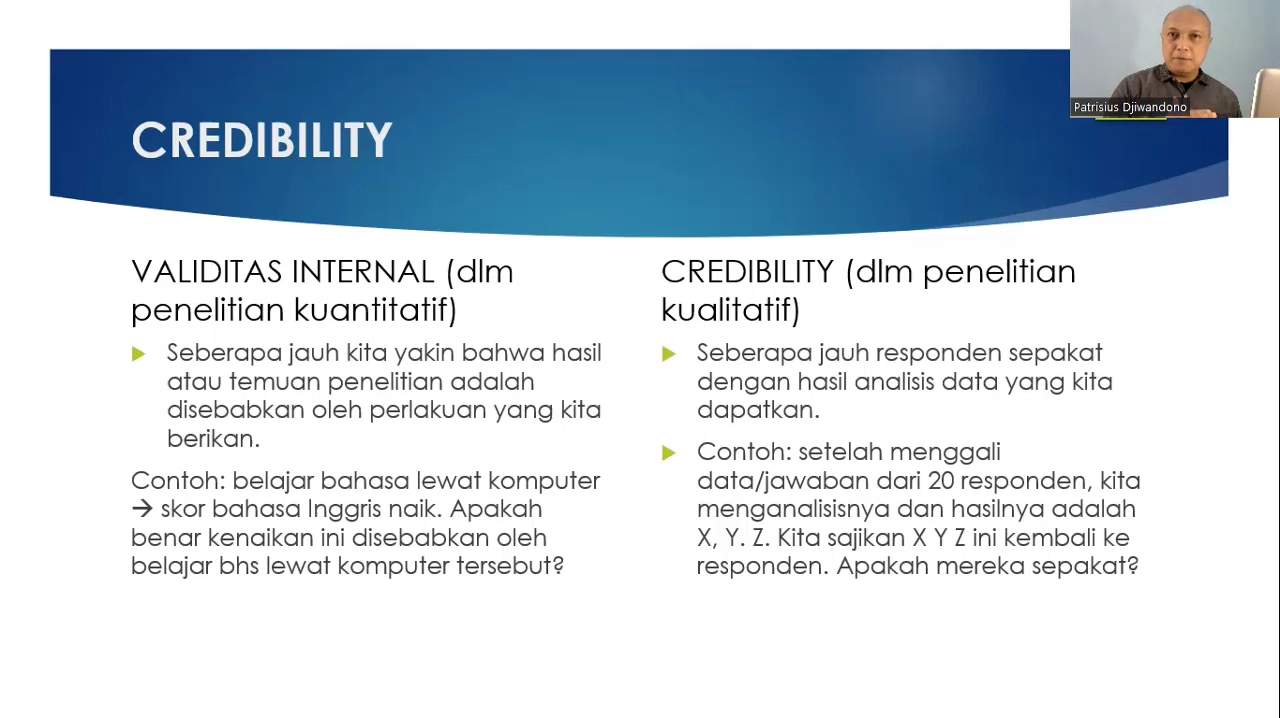 Patrisius Djiwandono
CREDIBILITY
VALIDITAS INTERNAL (dlm
penelitian kuantitatif)
Seberapa jauh kita yakin bahwa hasil
atau temuan penelitian adalah
disebabkan oleh perlakuan yang kita
berikan.
Contoh: belajar bahasa lewat komputer
→ skor bahasa Inggris naik. Apakah
benar kenaikan ini disebabkan oleh
belajar bhs lewat komputer tersebut?
CREDIBILITY (dlm penelitian
kualitatif)
Seberapa jauh responden sepakat
dengan hasil analisis data yang kita
dapatkan.
Contoh: setelah menggali
data/jawaban dari 20 responden, kita
menganalisisnya dan hasilnya adalah
X, Y. Z. Kita sajikan X Y Z ini kembali ke
responden. Apakah mereka sepakat?